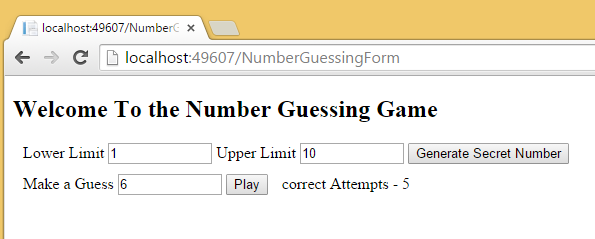 localhost:49607/NumberG
localhost:49607/NumberGuessingForm
Welcome To the Number Guessing Game
Lower Limit 1 Upper Limit 10 Generate Secret Number
Make a Guess 6 Play correct Attempts - 5